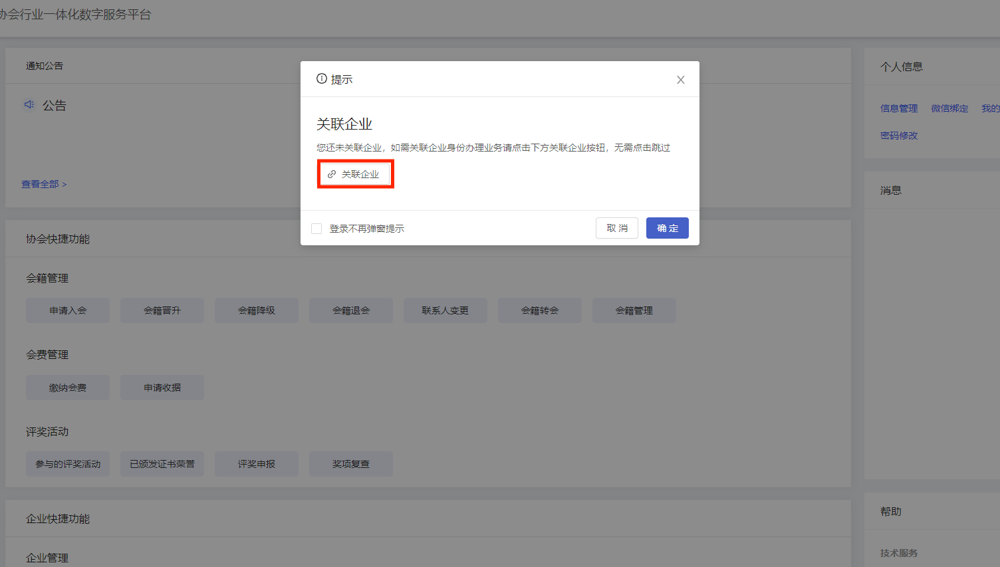 协会行业一体化数字服务平台
通知公告
公告
查看全部 >
提示
X
关联企业
您还未关联企业，如需关联企业身份办理业务请点击下方关联企业按钮，无需点击跳过
关联企业
登录不再弹窗提示
取 消
确 定
协会快捷功能
会籍管理
申请入会 会籍晋升 会籍降级 会籍退会 联系人变更 会籍转会 会籍管理
会费管理
缴纳会费 申请收据
评奖活动
参与的评奖活动 已颁发证书荣誉 评奖申报 奖项复查
企业快捷功能
企业管理
个人信息
信息管理 微信绑定 我的
密码修改
消息
帮助
技术服务